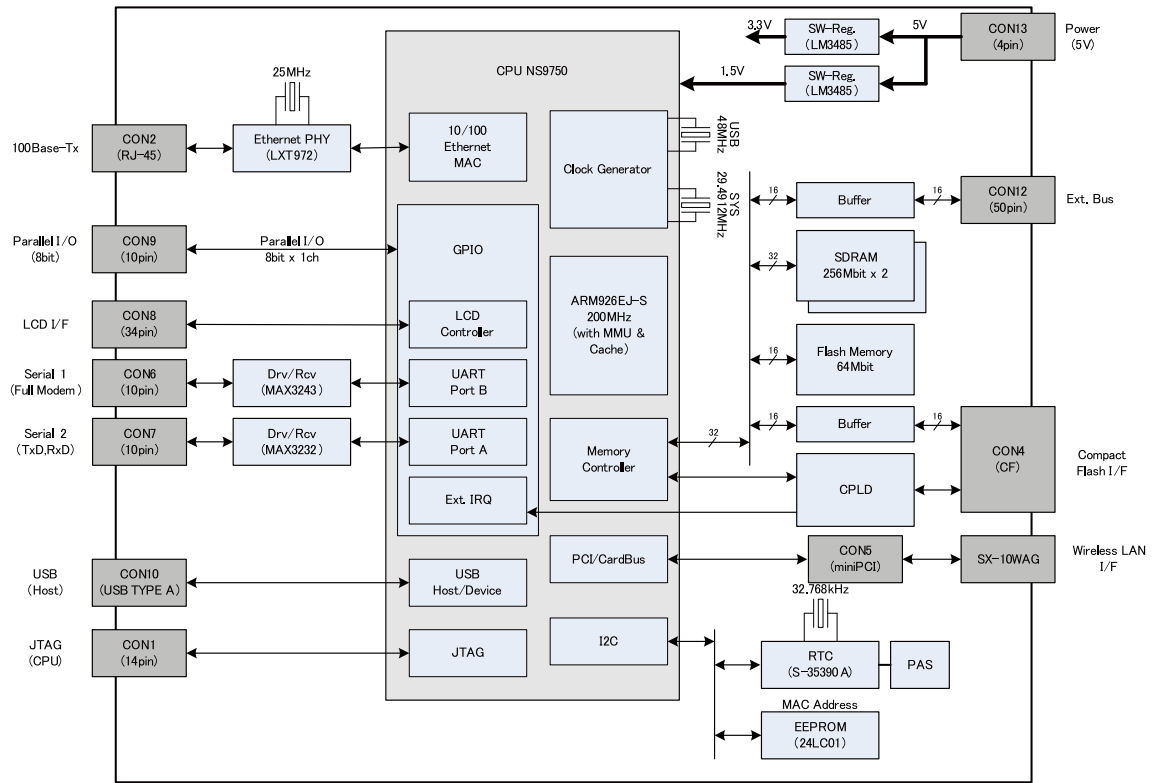 CPU NS9750
3.3V
SW-Reg.
(LM3485)
5V
CON13
(4pin)
Power
(5V)
1.5V
SW-Reg.
(LM3485)
25MHz
100Base-Tx
CON2
(RJ-45)
Ethernet PHY
(LXT972)
10/100
Ethernet
MAC
Clock Generator
USB
48MHz
SYS
29.4912MHz
16
Buffer
16
CON12
(50pin)
Ext. Bus
Parallel I/O
(8bit)
CON9
(10pin)
Parallel I/O
8bit x 1ch
GPIO
32
SDRAM
256Mbit x 2
ARM926EJ-S
200MHz
(with MMU &
Cache)
LCD I/F
CON8
(34pin)
LCD
Controller
16
Flash Memory
64Mbit
Serial 1
(Full Modem)
CON6
(10pin)
Drv/Rcv
(MAX3243)
UART
Port B
Serial 2
(TxD,RxD)
CON7
(10pin)
Drv/Rcv
(MAX3232)
UART
Port A
Memory
Controller
32
16
Buffer
16
CON4
(CF)
Compact
Flash I/F
CPLD
Ext. IRQ
PCI/CardBus
CON5
(miniPCI)
SX-10WAG
Wireless LAN
I/F
USB
(Host)
CON10
(USB TYPE A)
USB
Host/Device
32.768kHz
JTAG
(CPU)
CON1
(14pin)
JTAG
I2C
RTC
(S-35390A)
PAS
MAC Address
EEPROM
(24LC01)